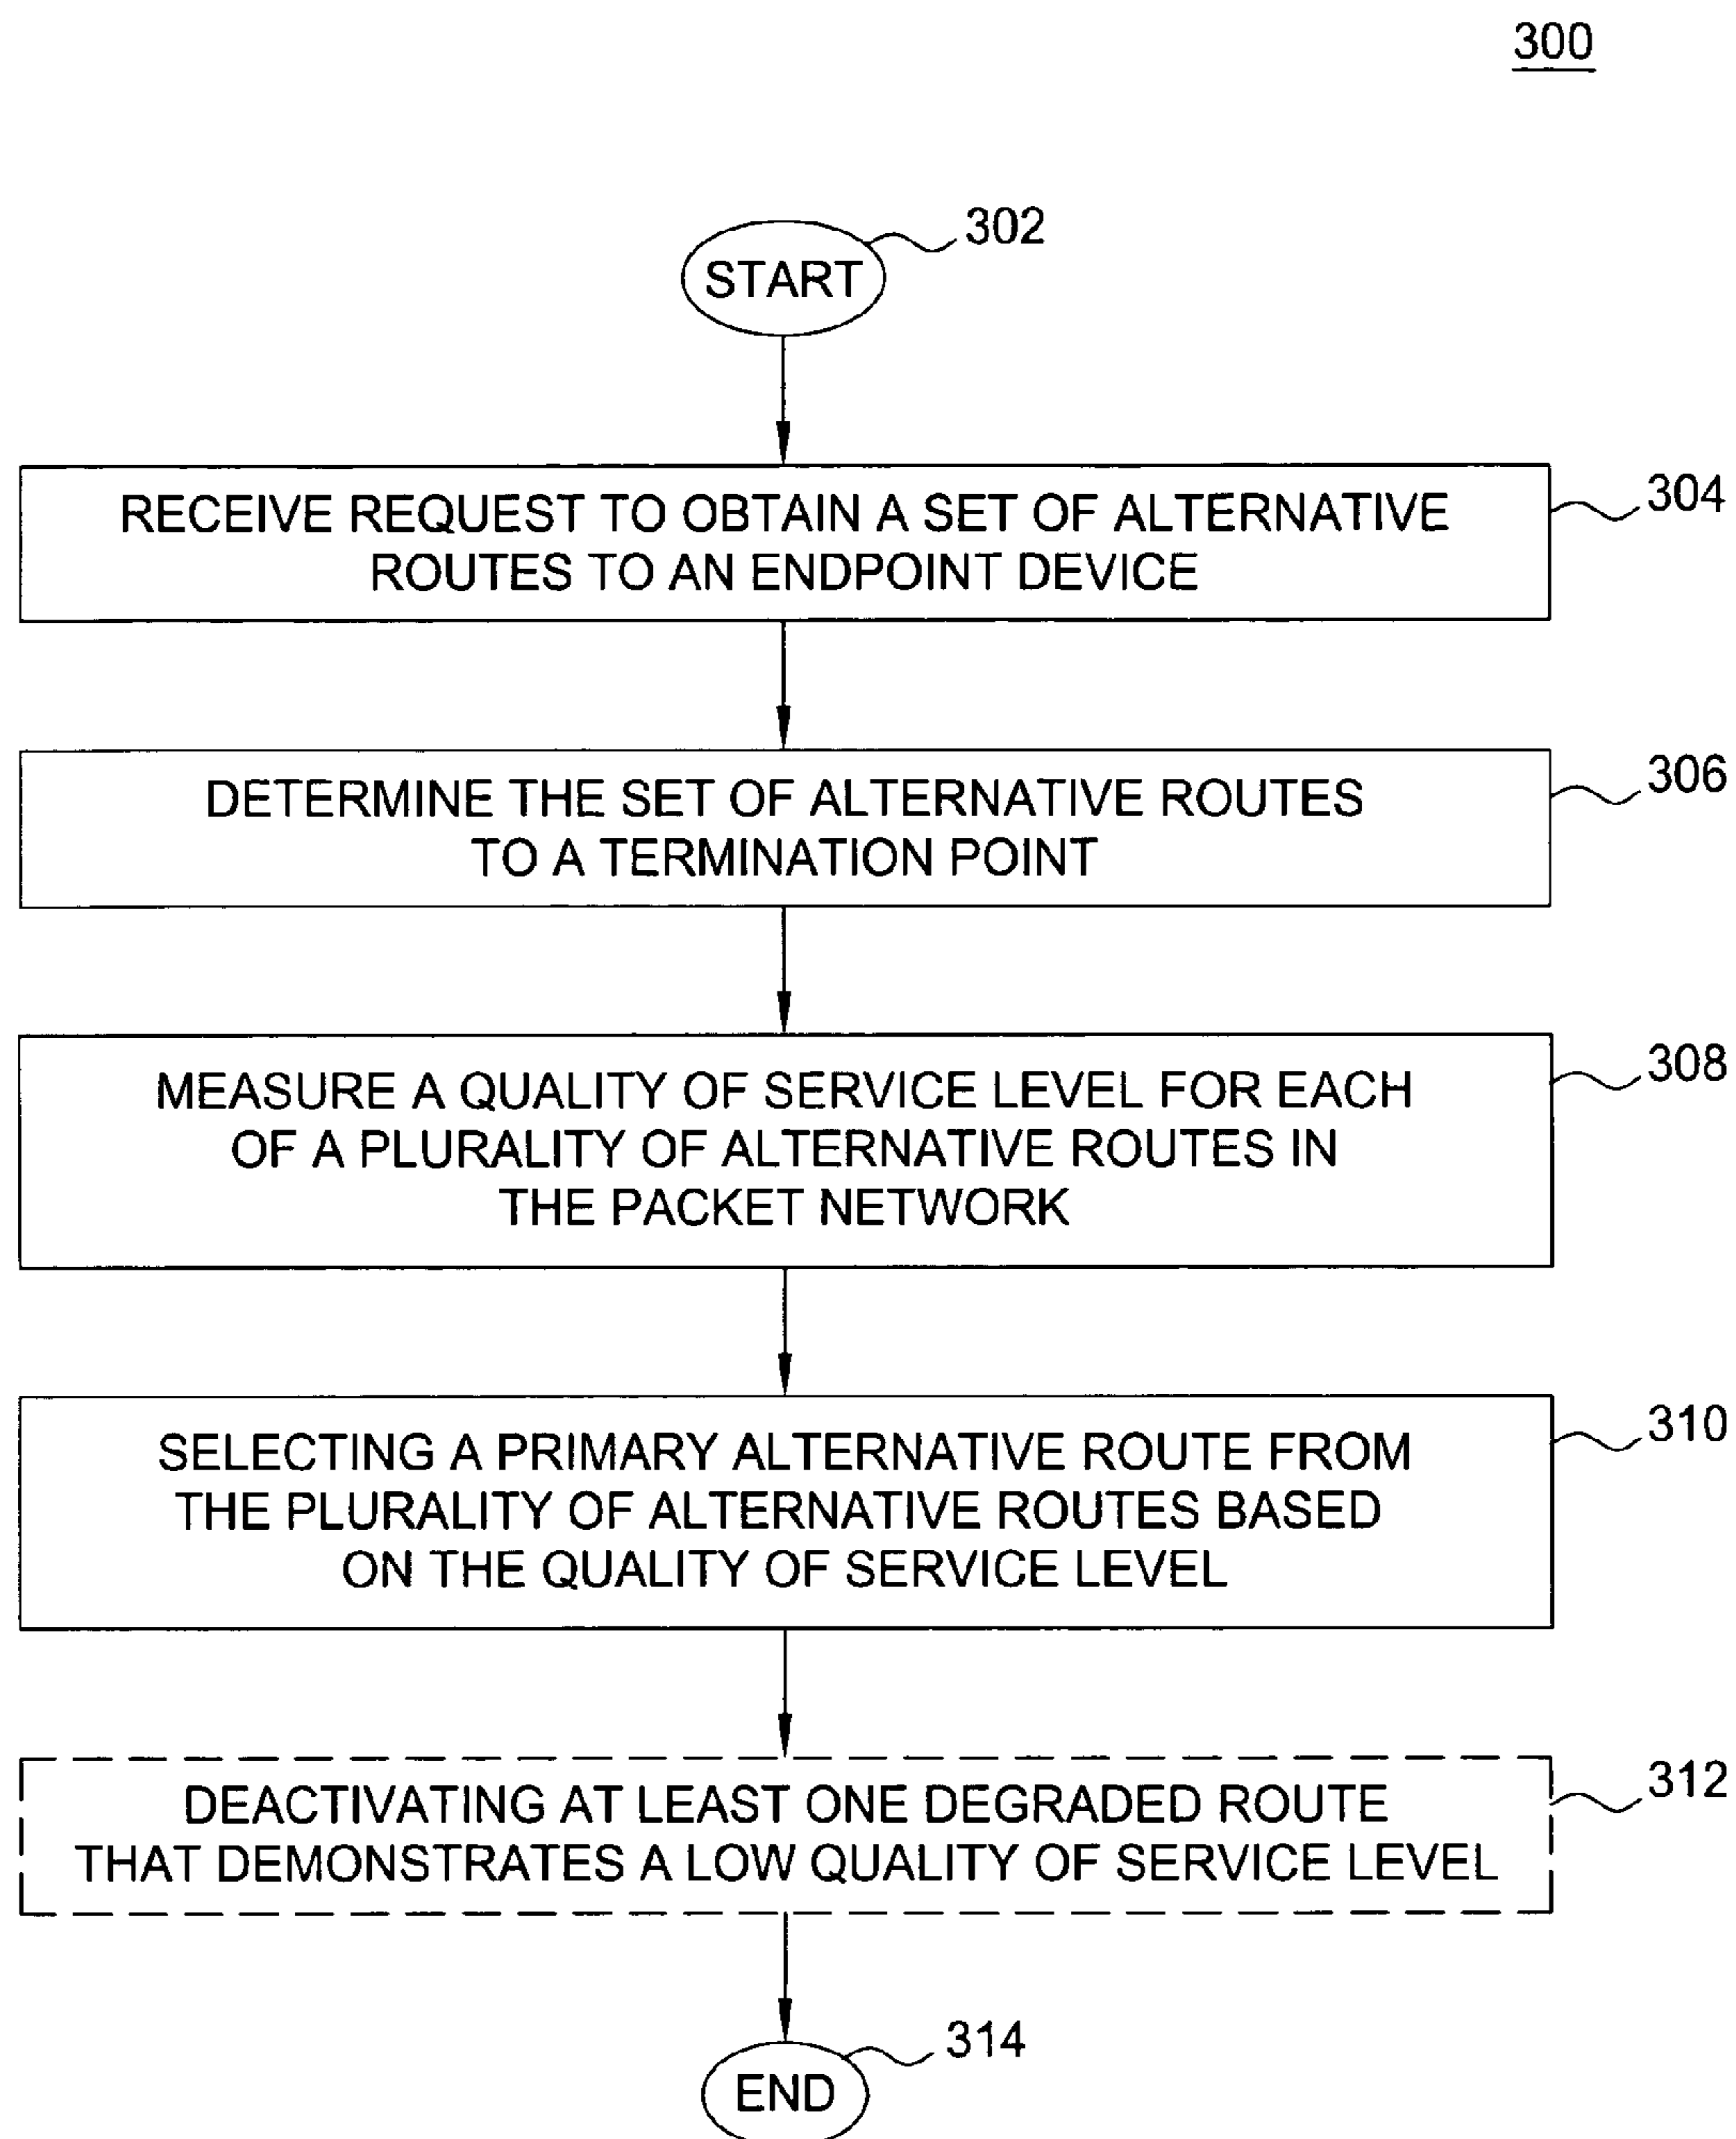 300
302
START
304
RECEIVE REQUEST TO OBTAIN A SET OF ALTERNATIVE
ROUTES TO AN ENDPOINT DEVICE
306
DETERMINE THE SET OF ALTERNATIVE ROUTES
TO A TERMINATION POINT
308
MEASURE A QUALITY OF SERVICE LEVEL FOR EACH
OF A PLURALITY OF ALTERNATIVE ROUTES IN
THE PACKET NETWORK
310
SELECTING A PRIMARY ALTERNATIVE ROUTE FROM
THE PLURALITY OF ALTERNATIVE ROUTES BASED
ON THE QUALITY OF SERVICE LEVEL
312
DEACTIVATING AT LEAST ONE DEGRADED ROUTE
THAT DEMONSTRATES A LOW QUALITY OF SERVICE LEVEL
314
END